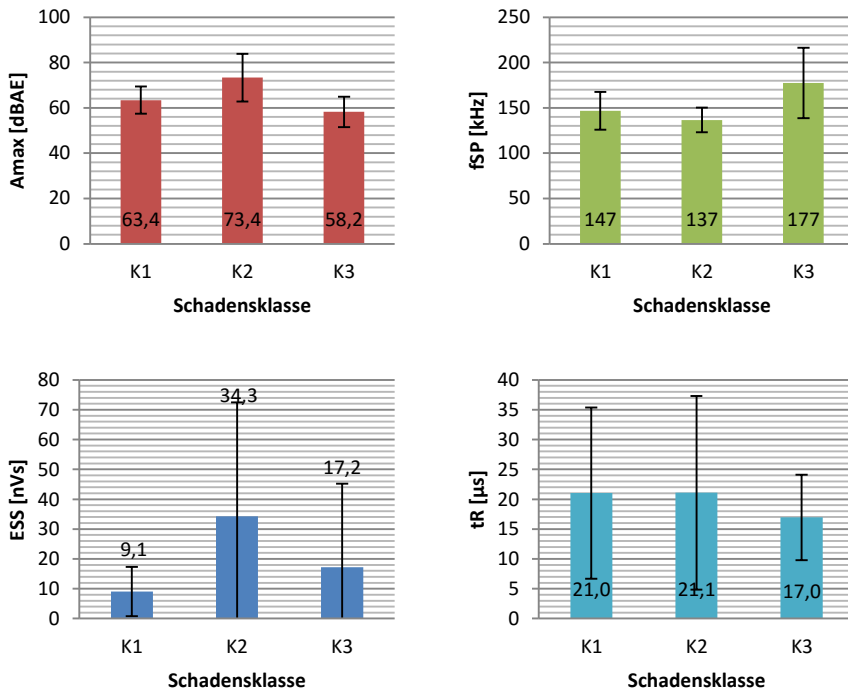 Amax [dBAE]
100
80
60
40
20
0
63,4
73,4
58,2
K1
K2
K3
Schadensklasse
fSP [kHz]
250
200
150
100
50
0
147
137
177
K1
K2
K3
Schadensklasse
ESS [nVs]
80
70
60
50
40
30
20
10
0
9,1
34,3
17,2
K1
K2
K3
Schadensklasse
tR [µs]
40
35
30
25
20
15
10
5
0
21,0
21,1
17,0
K1
K2
K3
Schadensklasse